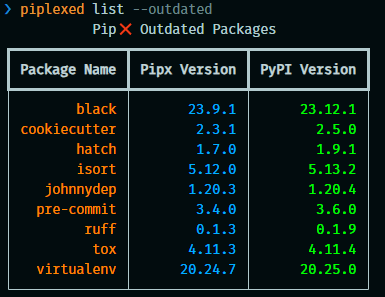 ❯ piplexed list --outdated
Pip❌ Outdated Packages
Package Name Pipx Version PyPI Version
black 23.9.1 23.12.1
cookiecutter 2.3.1 2.5.0
hatch 1.7.0 1.9.1
isort 5.12.0 5.13.2
johnnydep 1.20.3 1.20.4
pre-commit 3.4.0 3.6.0
ruff 0.1.3 0.1.9
tox 4.11.3 4.11.4
virtualenv 20.24.7 20.25.0